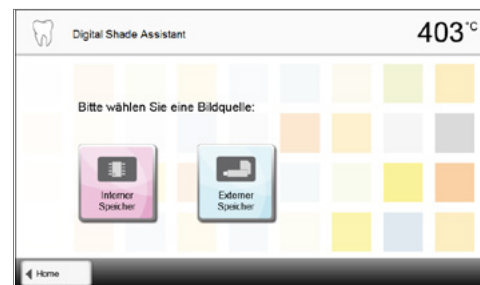 Digital Shade Assistant
403°C
Bitte wählen Sie eine Bildquelle:
Interner
Speicher
Externer
Speicher
Home